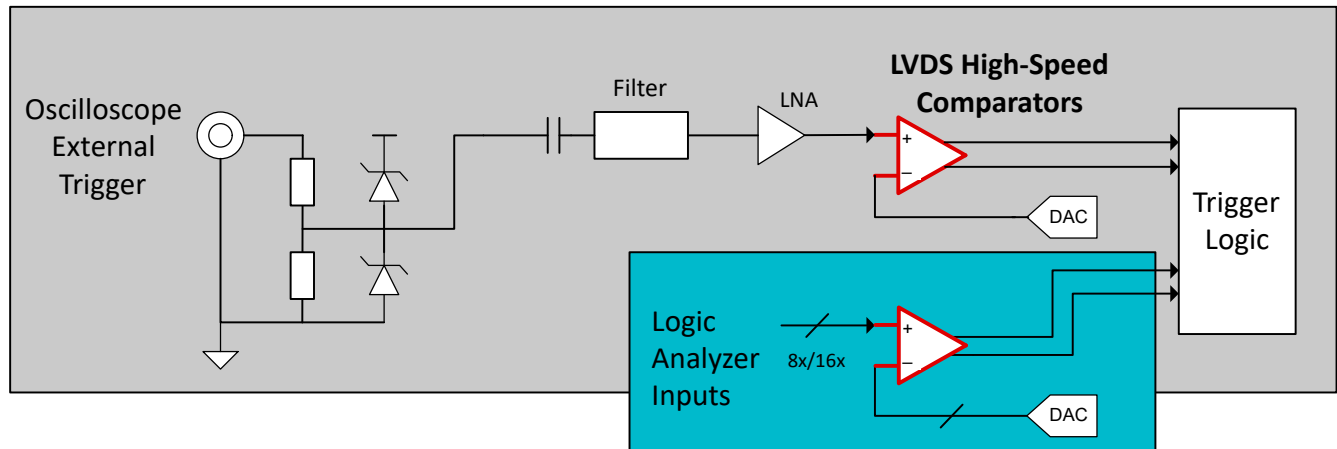 Oscilloscope
External
Trigger
Filter
LNA
LVDS High-Speed
Comparators
+
−
DAC
Trigger
Logic
Logic
Analyzer
Inputs
8x/16x
+
−
DAC